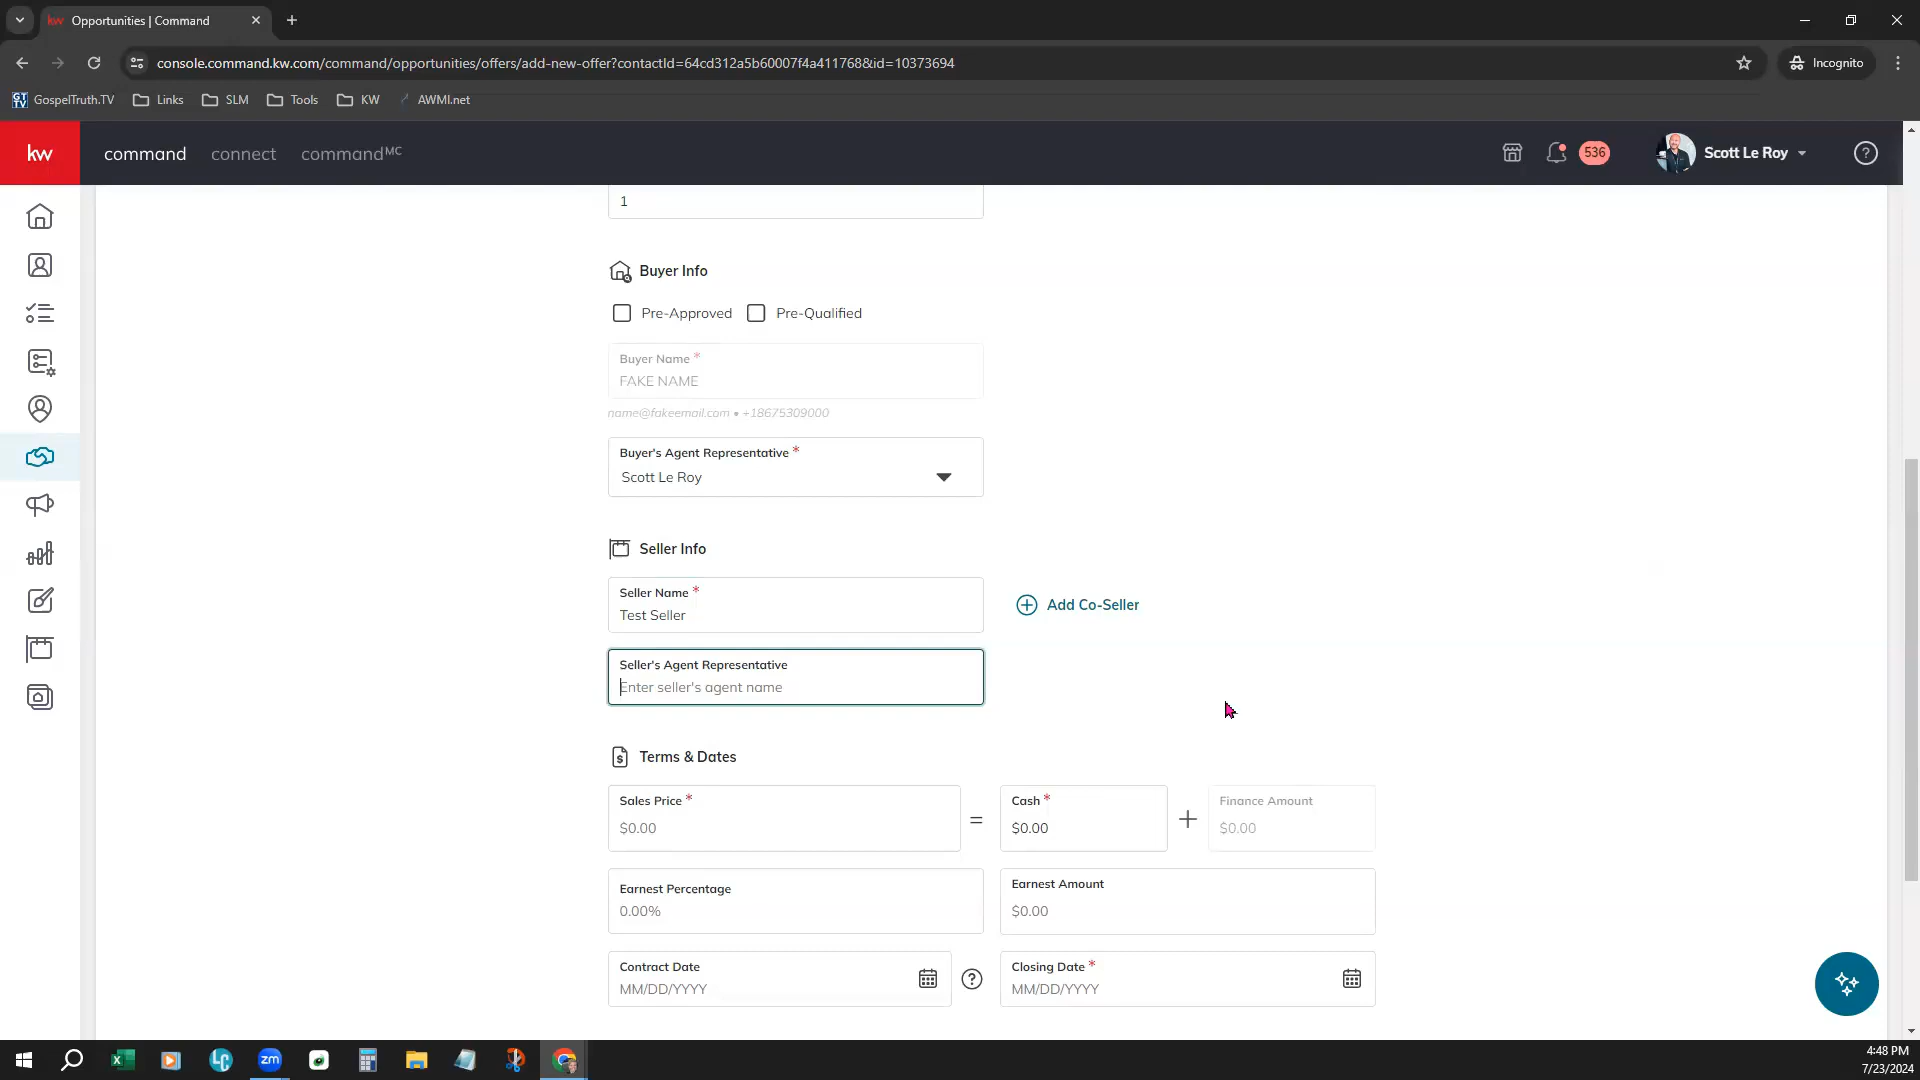 Opportunities | Command
console.command.kw.com/command/opportunities/offers/add-new-offer?contactId=64cd312a5b60007f4a411768&id=10373694
Incognito
GospelTruth.TV
Links
SLM
Tools
KW
AWMI.net
kw
command
connect
commandMC
536
Scott Le Roy
1
Buyer Info
Pre-Approved
Pre-Qualified
Buyer Name *
FAKE NAME
name@fakeemail.com • +18675309000
Buyer's Agent Representative *
Scott Le Roy
Seller Info
Seller Name *
Test Seller
Add Co-Seller
Seller's Agent Representative
Enter seller's agent name
Terms & Dates
Sales Price *
$0.00
=
Cash *
$0.00
+
Finance Amount
$0.00
Earnest Percentage
0.00%
Earnest Amount
$0.00
Contract Date
MM/DD/YYYY
Closing Date *
MM/DD/YYYY
4:48 PM
7/23/2024